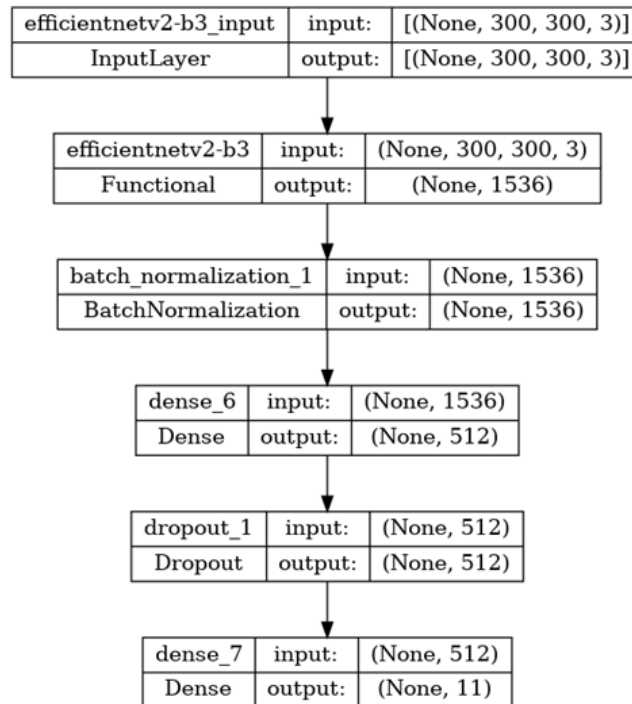 efficientnetv2-b3_input input: [(None, 300, 300, 3)]
InputLayer output: [(None, 300, 300, 3)]
efficientnetv2-b3 input: (None, 300, 300, 3)
Functional output: (None, 1536)
batch_normalization_1 input: (None, 1536)
BatchNormalization output: (None, 1536)
dense_6 input: (None, 1536)
Dense output: (None, 512)
dropout_1 input: (None, 512)
Dropout output: (None, 512)
dense_7 input: (None, 512)
Dense output: (None, 11)